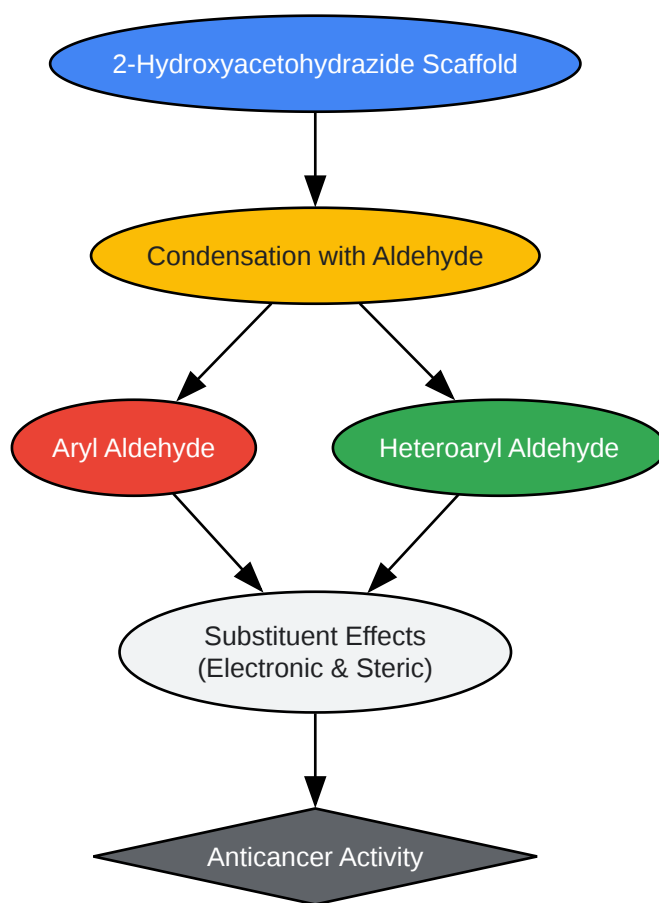 2-Hydroxyacetohydrazide Scaffold
Condensation with Aldehyde
Aryl Aldehyde
Heteroaryl Aldehyde
Substituent Effects
(Electronic & Steric)
Anticancer Activity